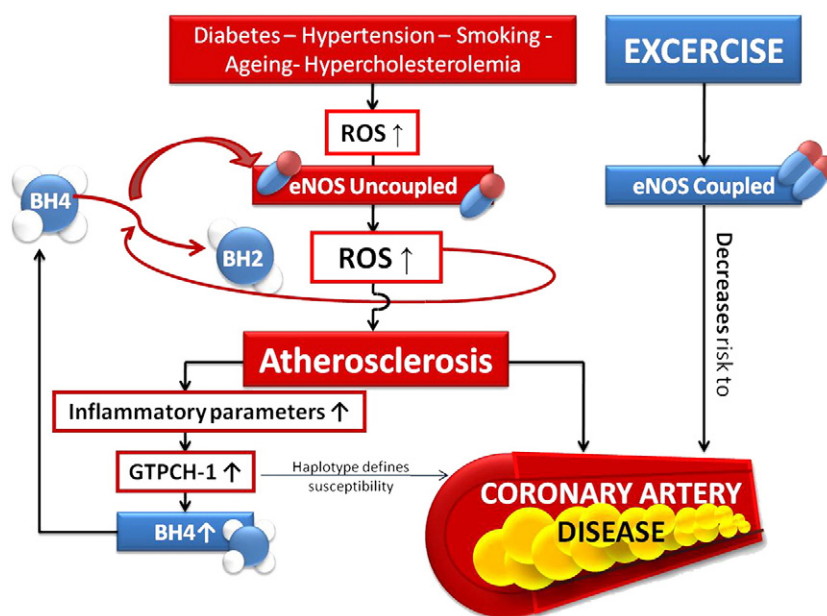 Diabetes – Hypertension – Smoking -
Ageing- Hypercholesterolemia
EXCERCISE
ROS ↑
eNOS Uncoupled
eNOS Coupled
BH4
BH2
ROS ↑
Decreases risk to
Atherosclerosis
Inflammatory parameters ↑
GTPCH-1 ↑
Haplotype defines
susceptibility
BH4↑
CORONARY ARTERY
DISEASE